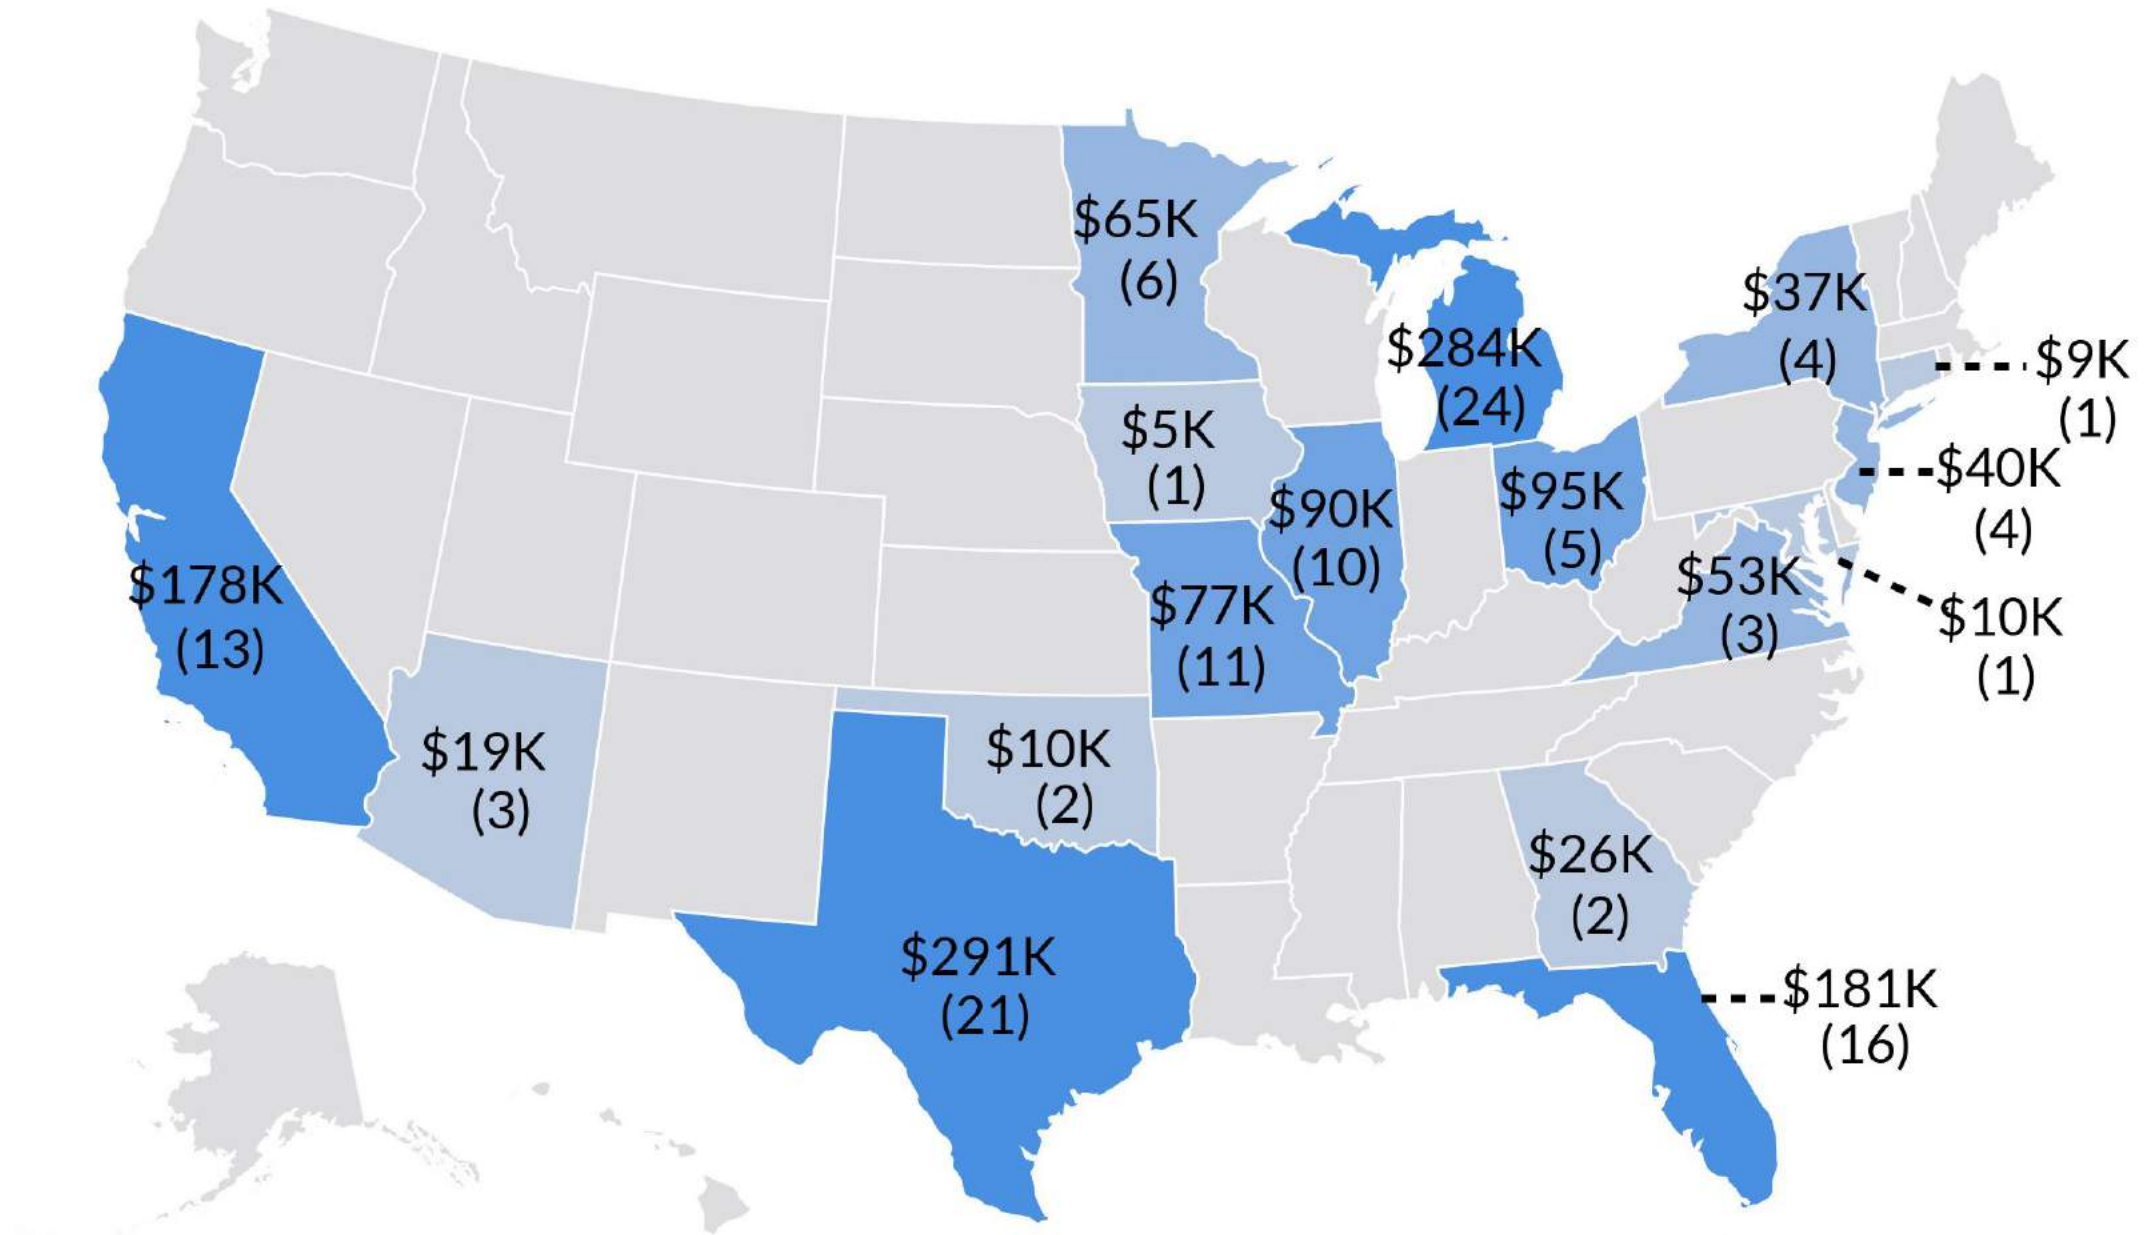 $65K
(6)
$37K
(4)
$284K
(24)
$9K
(1)
$5K
(1)
$40K
(4)
$90K
(10)
$95K
(5)
$178K
(13)
$77K
(11)
$53K
(3)
$10K
(1)
$19K
(3)
$10K
(2)
$26K
(2)
$291K
(21)
$181K
(16)